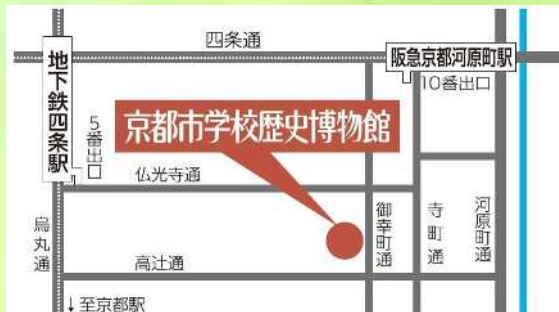 四条通
阪急京都河原町駅
10番出口
地下鉄四条駅
5番出口
京都市学校歴史博物館
仏光寺通
烏丸通
御幸町通
寺町通
河原町通
高辻通
↓至京都駅